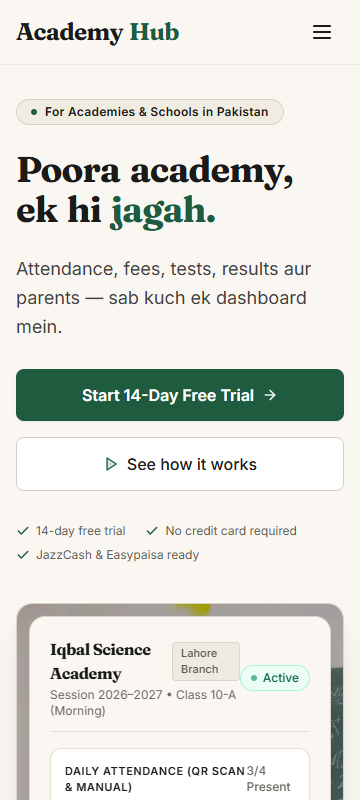 Academy Hub
For Academies & Schools in Pakistan
Poora academy,
ek hi jagah.
Attendance, fees, tests, results aur
parents — sab kuch ek dashboard
mein.
Start 14-Day Free Trial →
See how it works
14-day free trial
No credit card required
JazzCash & Easypaisa ready
Iqbal Science
Academy
Lahore
Branch
Active
Session 2026–2027 • Class 10-A
(Morning)
DAILY ATTENDANCE (QR SCAN
& MANUAL)
3/4
Present